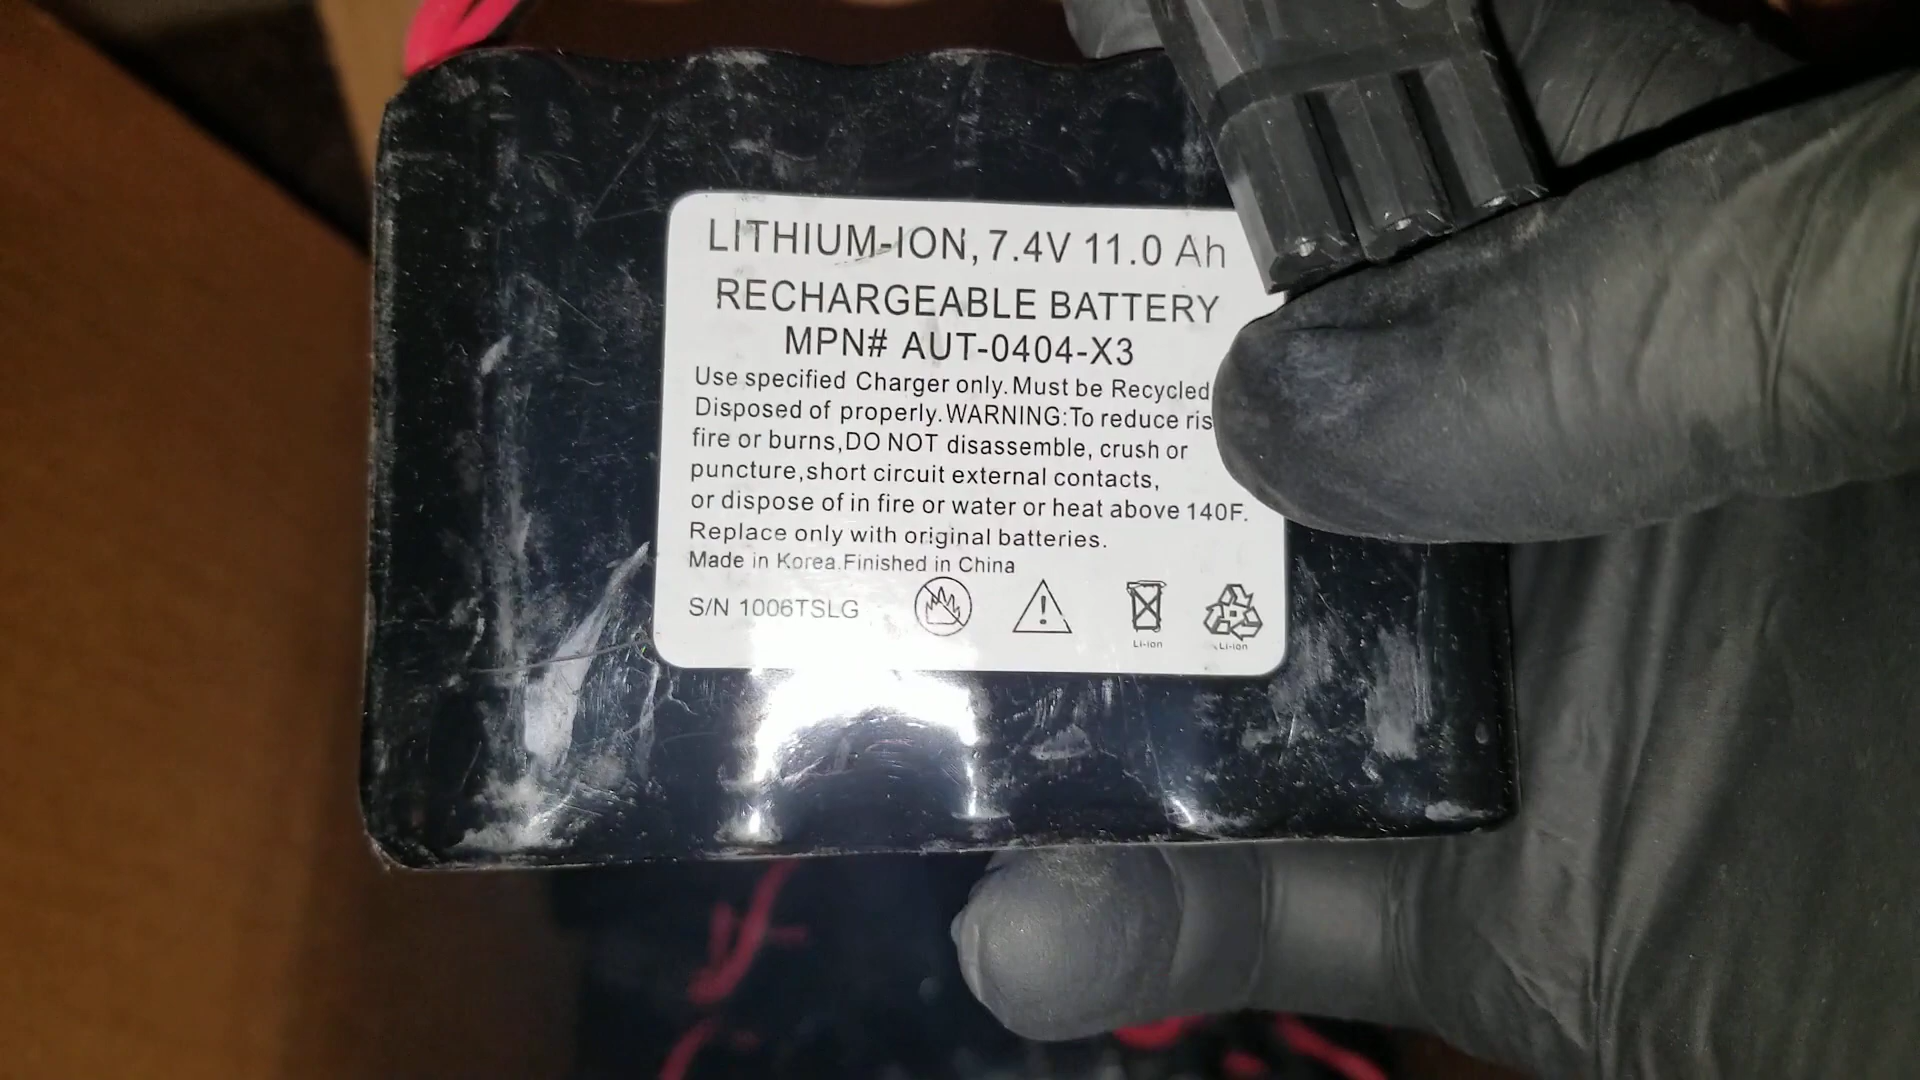 LITHIUM-ION, 7.4V 11.0 Ah
RECHARGEABLE BATTERY
MPN# AUT-0404-X3
Use specified Charger only. Must be Recycled
Disposed of properly. WARNING: To reduce
fire or burns, DO NOT disassemble, crush or
puncture, short circuit external contacts,
or dispose of in fire or water or heat above 140F.
Replace only with original batteries.
Made in Korea. Finished in China
S/N 1006TSLG
Li-ion
Li-ion